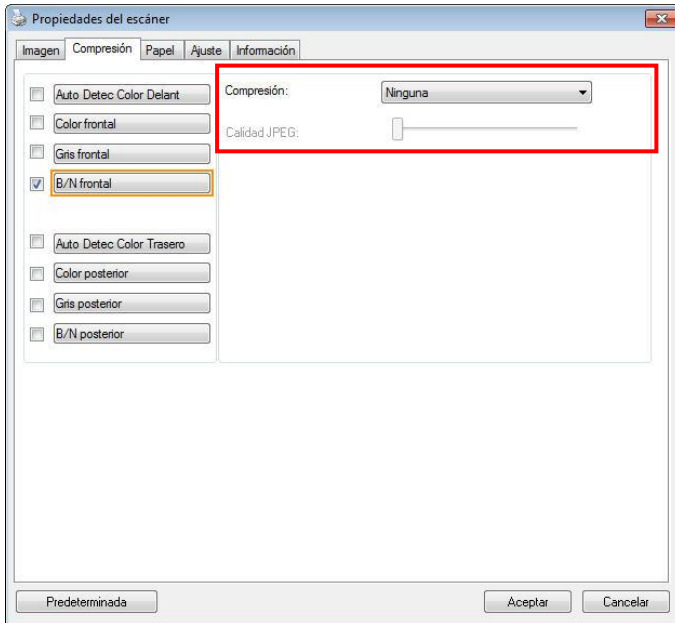 Propiedades del escáner
Imagen Compresión Papel Ajuste Información
Auto Detec Color Delant
Color frontal
Gris frontal
B/N frontal
Auto Detec Color Trasero
Color posterior
Gris posterior
B/N posterior
Compresión: Ninguna
Calidad JPEG:
Predeterminada Aceptar Cancelar